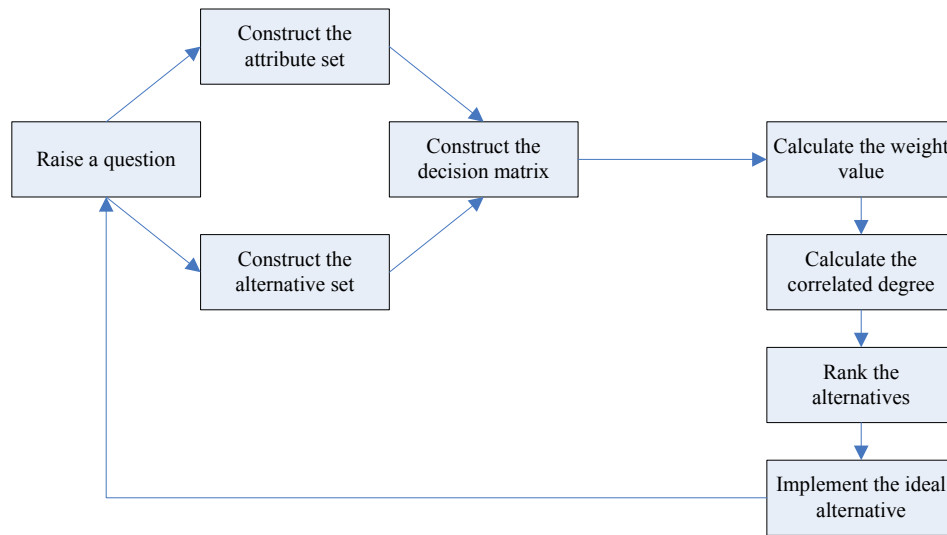 Construct the
attribute set
Raise a question
Construct the
decision matrix
Construct the
alternative set
Calculate the weight
value
Calculate the
correlated degree
Rank the
alternatives
Implement the ideal
alternative